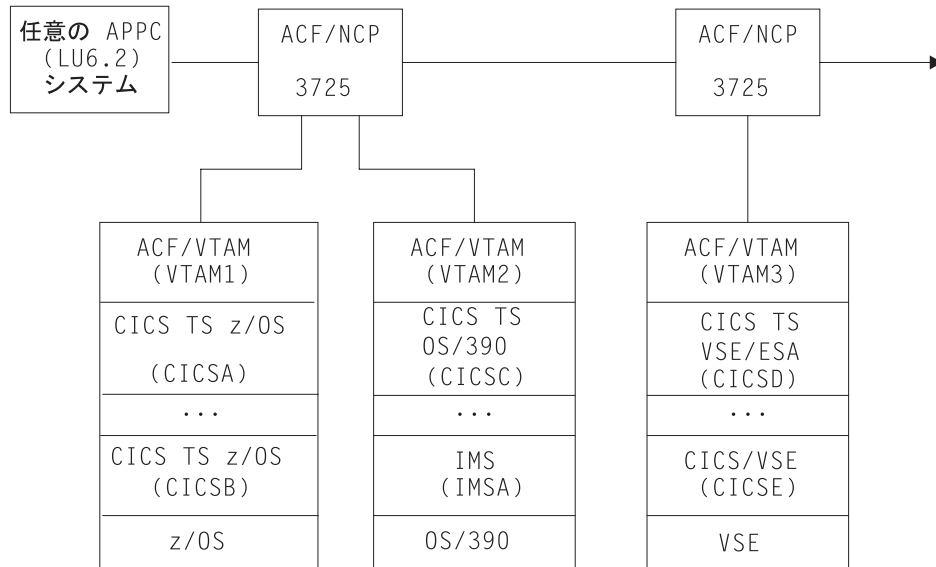 任意の APPC
(LU6.2)
システム
ACF/NCP
3725
ACF/NCP
3725
ACF/VTAM
(VTAM1)
CICS TS z/OS
(CICSA)
...
CICS TS z/OS
(CICSB)
z/OS
ACF/VTAM
(VTAM2)
CICS TS
OS/390
(CICSC)
...
IMS
(IMSA)
OS/390
ACF/VTAM
(VTAM3)
CICS TS
VSE/ESA
(CICSD)
...
CICS/VSE
(CICSE)
VSE